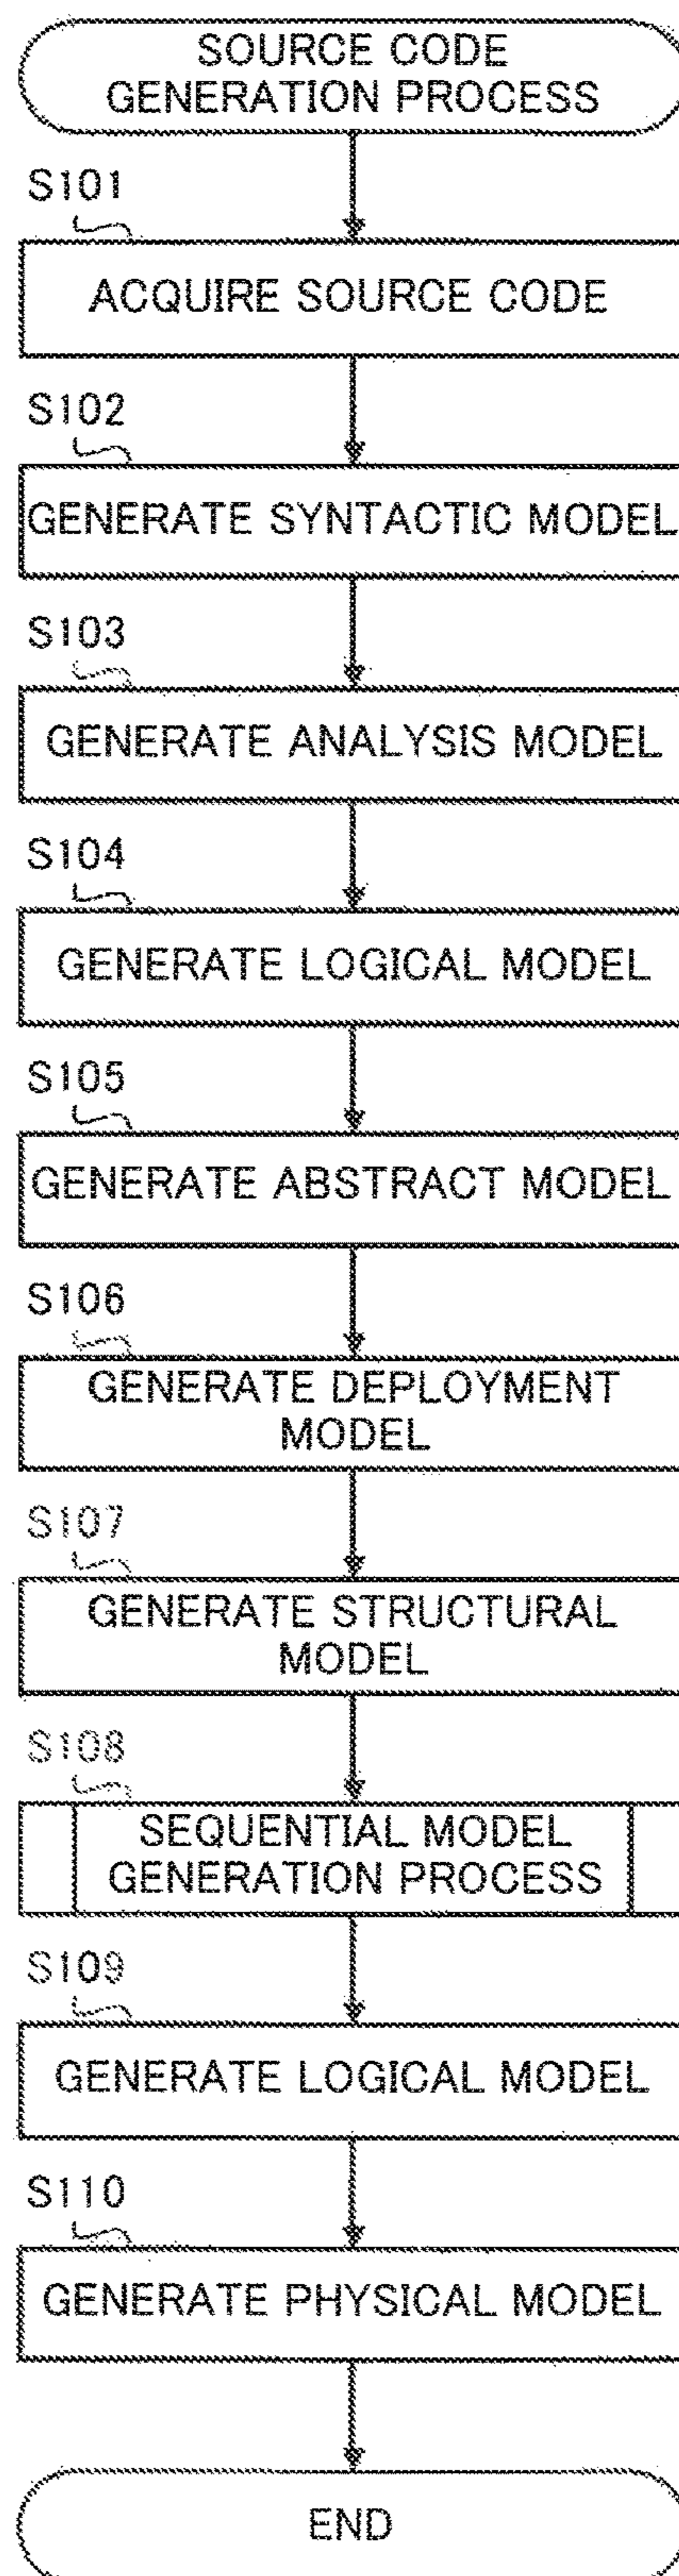 SOURCE CODE
GENERATION PROCESS
S101
ACQUIRE SOURCE CODE
S102
GENERATE SYNTACTIC MODEL
S103
GENERATE ANALYSIS MODEL
S104
GENERATE LOGICAL MODEL
S105
GENERATE ABSTRACT MODEL
S106
GENERATE DEPLOYMENT
MODEL
S107
GENERATE STRUCTURAL
MODEL
S108
SEQUENTIAL MODEL
GENERATION PROCESS
S109
GENERATE LOGICAL MODEL
S110
GENERATE PHYSICAL MODEL
END